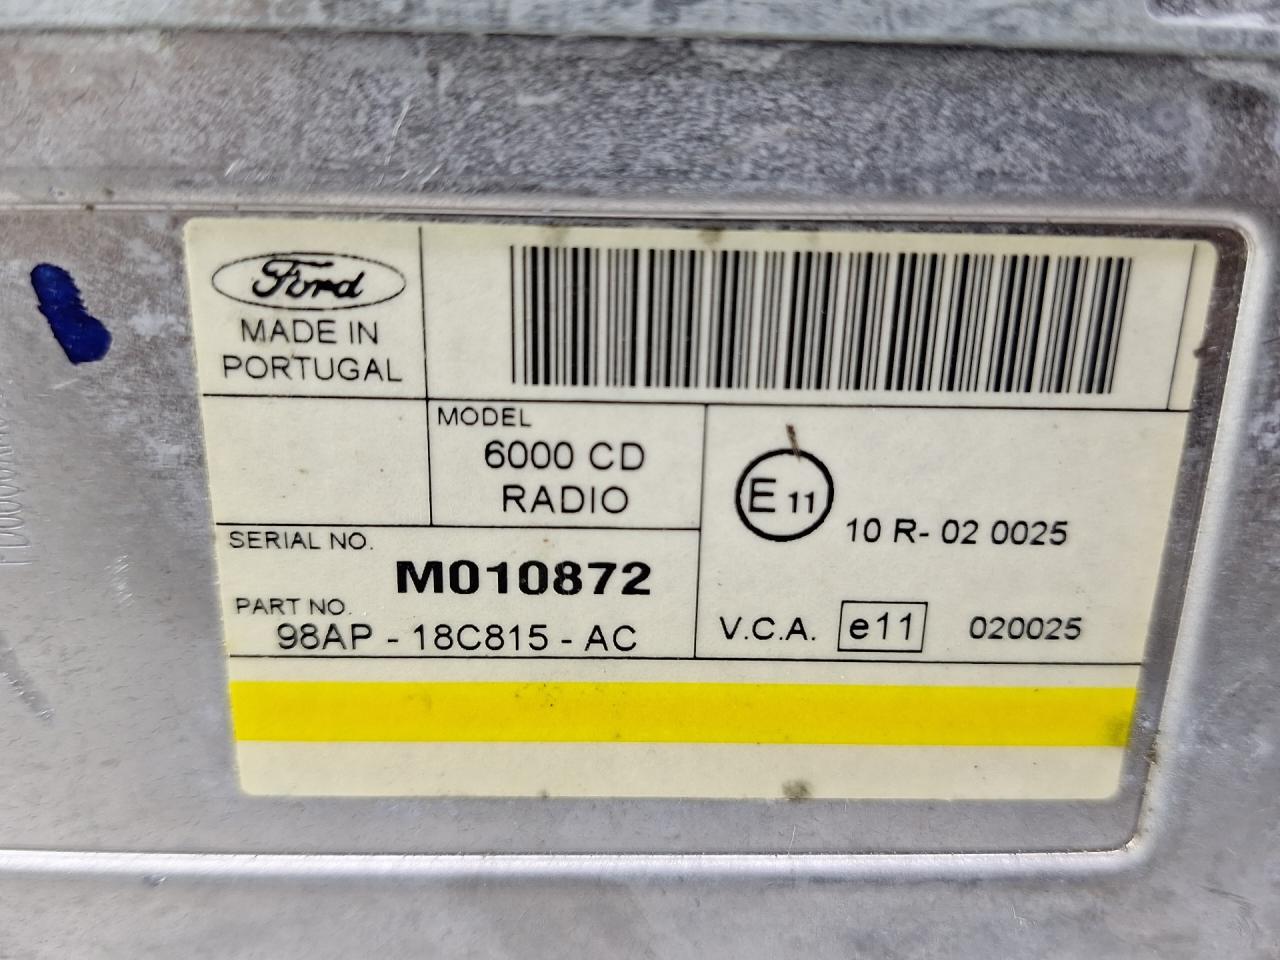 Ford
MADE IN
PORTUGAL
MODEL
6000 CD
RADIO
SERIAL NO.
M010872
PART NO.
98AP - 18C815 - AC
E 11
10 R- 02 0025
V.C.A. e11 020025